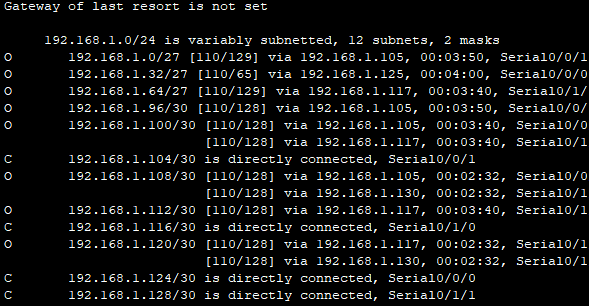 Gateway of last resort is not set
192.168.1.0/24 is variably subnetted, 12 subnets, 2 masks
O 192.168.1.0/27 [110/129] via 192.168.1.105, 00:03:50, Serial0/0/1
O 192.168.1.32/27 [110/65] via 192.168.1.125, 00:04:00, Serial0/0/
O 192.168.1.64/27 [110/129] via 192.168.1.117, 00:03:40, Serial0/1/
O 192.168.1.96/30 [110/128] via 192.168.1.105, 00:03:50, Serial0/0/
O 192.168.1.100/30 [110/128] via 192.168.1.105, 00:03:40, Serial0/0
[110/128] via 192.168.1.117, 00:03:40, Serial0/1
C 192.168.1.104/30 is directly connected, Serial0/0/1
O 192.168.1.108/30 [110/128] via 192.168.1.105, 00:02:32, Serial0/0
[110/128] via 192.168.1.130, 00:02:32, Serial0/1
O 192.168.1.112/30 [110/128] via 192.168.1.117, 00:03:40, Serial0/1
C 192.168.1.116/30 is directly connected, Serial0/1/0
O 192.168.1.120/30 [110/128] via 192.168.1.117, 00:02:32, Serial0/1
[110/128] via 192.168.1.130, 00:02:32, Serial0/1
C 192.168.1.124/30 is directly connected, Serial0/0/0
C 192.168.1.128/30 is directly connected, Serial0/1/1